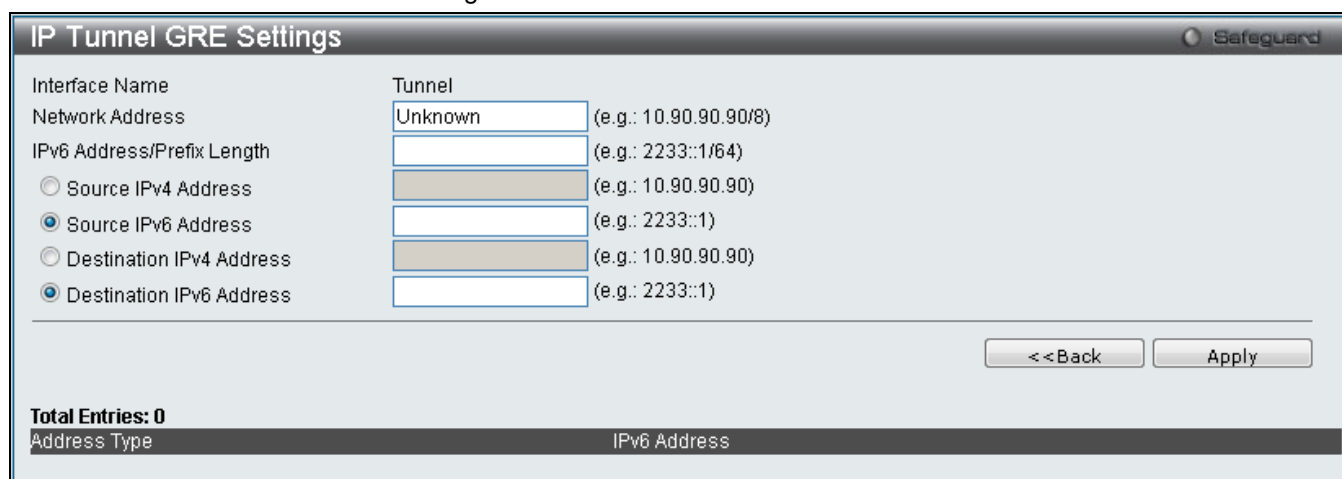 IP Tunnel GRE Settings Safeguard
Interface Name Tunnel
Network Address Unknown (e.g.: 10.90.90.90/8)
IPv6 Address/Prefix Length (e.g.: 2233::1/64)
Source IPv4 Address (e.g.: 10.90.90.90)
Source IPv6 Address (e.g.: 2233::1)
Destination IPv4 Address (e.g.: 10.90.90.90)
Destination IPv6 Address (e.g.: 2233::1)
<<Back Apply
Total Entries: 0
Address Type IPv6 Address